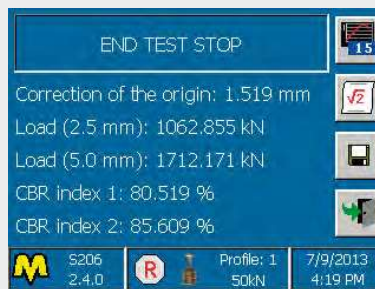 END TEST STOP
15
Correction of the origin: 1.519 mm
√2
Load (2.5 mm): 1062.855 kN
Load (5.0 mm): 1712.171 kN
CBR index 1: 80.519 %
CBR index 2: 85.609 %
S206
2.4.0
R
Profile: 1
50kN
7/9/2013
4:19 PM